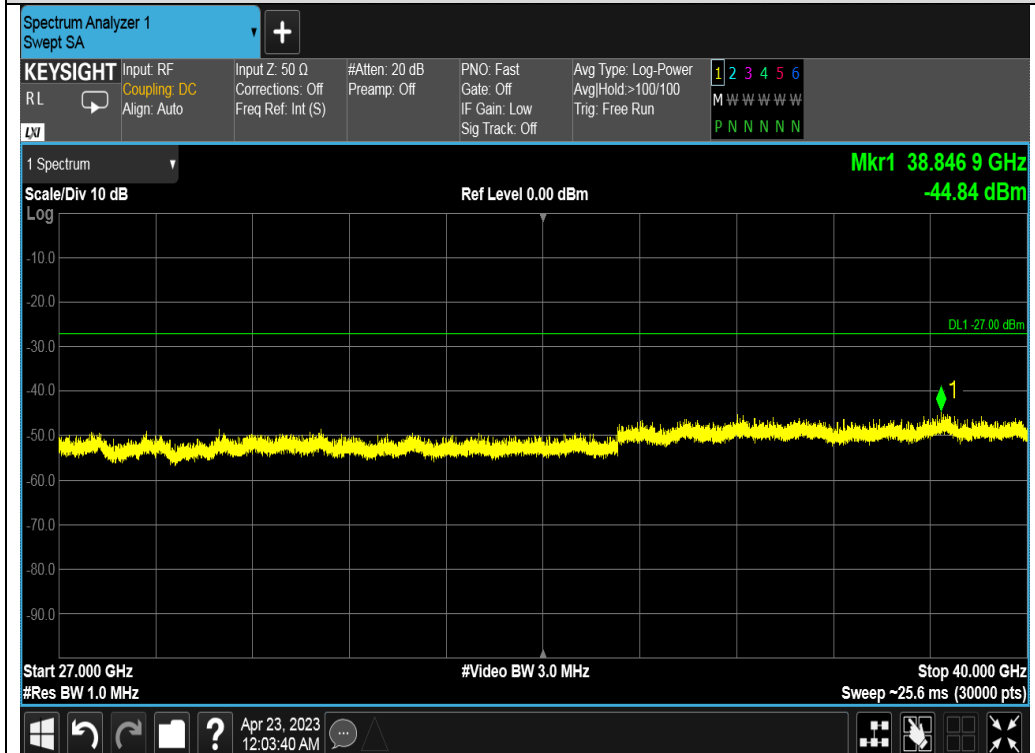 Spectrum Analyzer 1
Swept SA
+
KEYSIGHT
RL
LXI
Input: RF
Coupling: DC
Align: Auto
Input Z: 50 Ω
Corrections: Off
Freq Ref: Int (S)
#Atten: 20 dB
Preamp: Off
PNO: Fast
Gate: Off
IF Gain: Low
Sig Track: Off
Avg Type: Log-Power
Avg|Hold:>100/100
Trig: Free Run
1 2 3 4 5 6
M W W W W W
P N N N N N
1 Spectrum
Mkr1 38.846 9 GHz
-44.84 dBm
Scale/Div 10 dB
Ref Level 0.00 dBm
Log
-10.0
-20.0
DL1 -27.00 dBm
-30.0
-40.0
1
-50.0
-60.0
-70.0
-80.0
-90.0
Start 27.000 GHz
#Video BW 3.0 MHz
Stop 40.000 GHz
#Res BW 1.0 MHz
Sweep ~25.6 ms (30000 pts)
?
Apr 23, 2023
12:03:40 AM